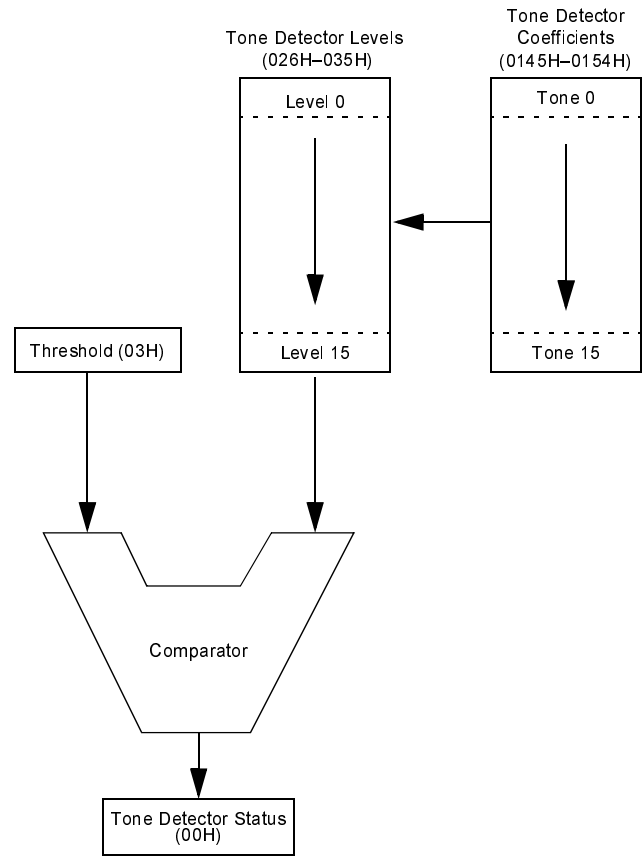 Tone Detector Levels
(026H–035H)
Tone Detector
Coefficients
(0145H–0154H)
Level 0
Tone 0
Threshold (03H)
Level 15
Tone 15
Comparator
Tone Detector Status
(00H)